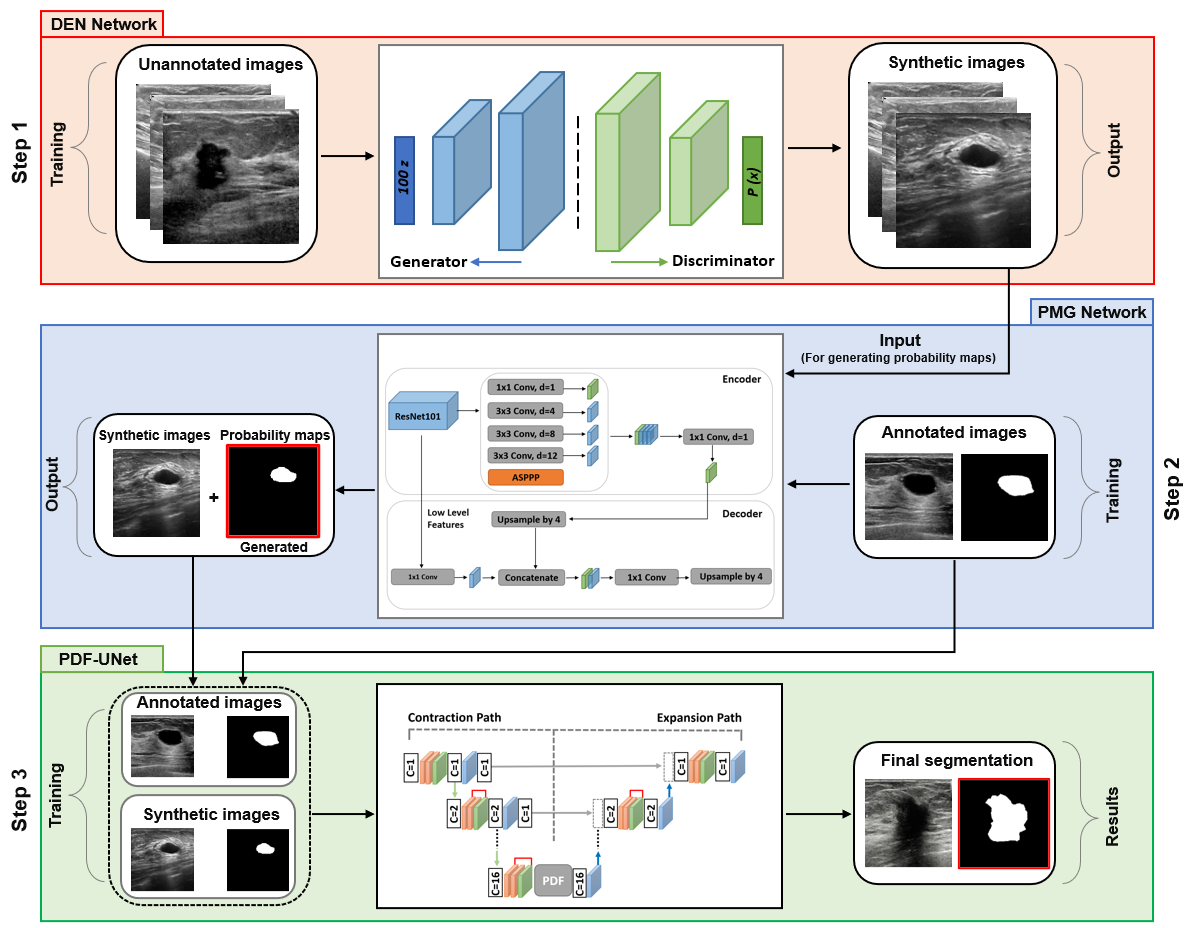 DEN Network
Step 1
Training
Unannotated images
100 z
P (x)
Generator
Discriminator
Synthetic images
Output
PMG Network
Input
(For generating probability maps)
Step 2
Training
Annotated images
Encoder
ResNet101
1x1 Conv, d=1
3x3 Conv, d=4
3x3 Conv, d=8
3x3 Conv, d=12
ASPPP
1x1 Conv, d=1
Low Level
Features
Decoder
Upsample by 4
1x1 Conv
Concatenate
1x1 Conv
Upsample by 4
Output
Synthetic images
Probability maps
+
Generated
PDF-UNet
Step 3
Training
Annotated images
Synthetic images
Contraction Path
Expansion Path
C=1
C=1
C=1
C=1
C=1
C=2
C=2
C=1
C=2
C=2
C=16
PDF
C=16
Final segmentation
Results